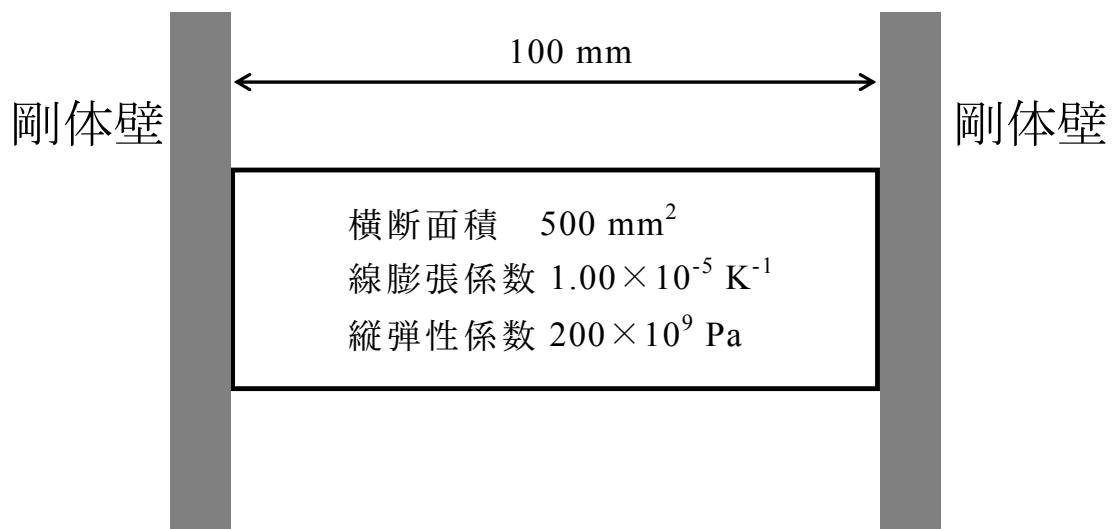 100 mm
剛体壁
剛体壁
横断面積　500 mm²
線膨張係数 1.00×10⁻⁵ K⁻¹
縦弾性係数 200×10⁹ Pa